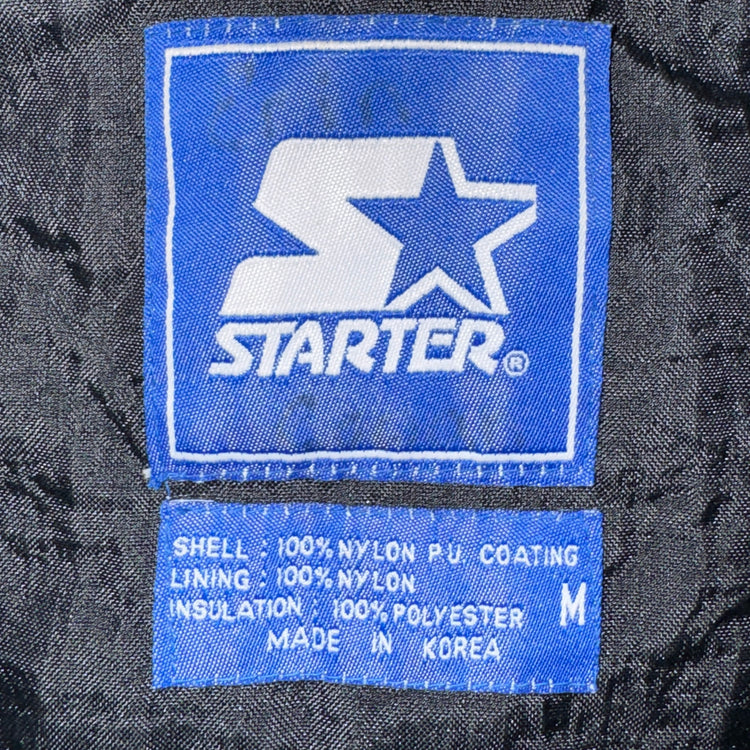 STARTER®
SHELL : 100% NYLON P.U. COATING
LINING : 100% NYLON
INSULATION : 100% POLYESTER M
MADE IN KOREA